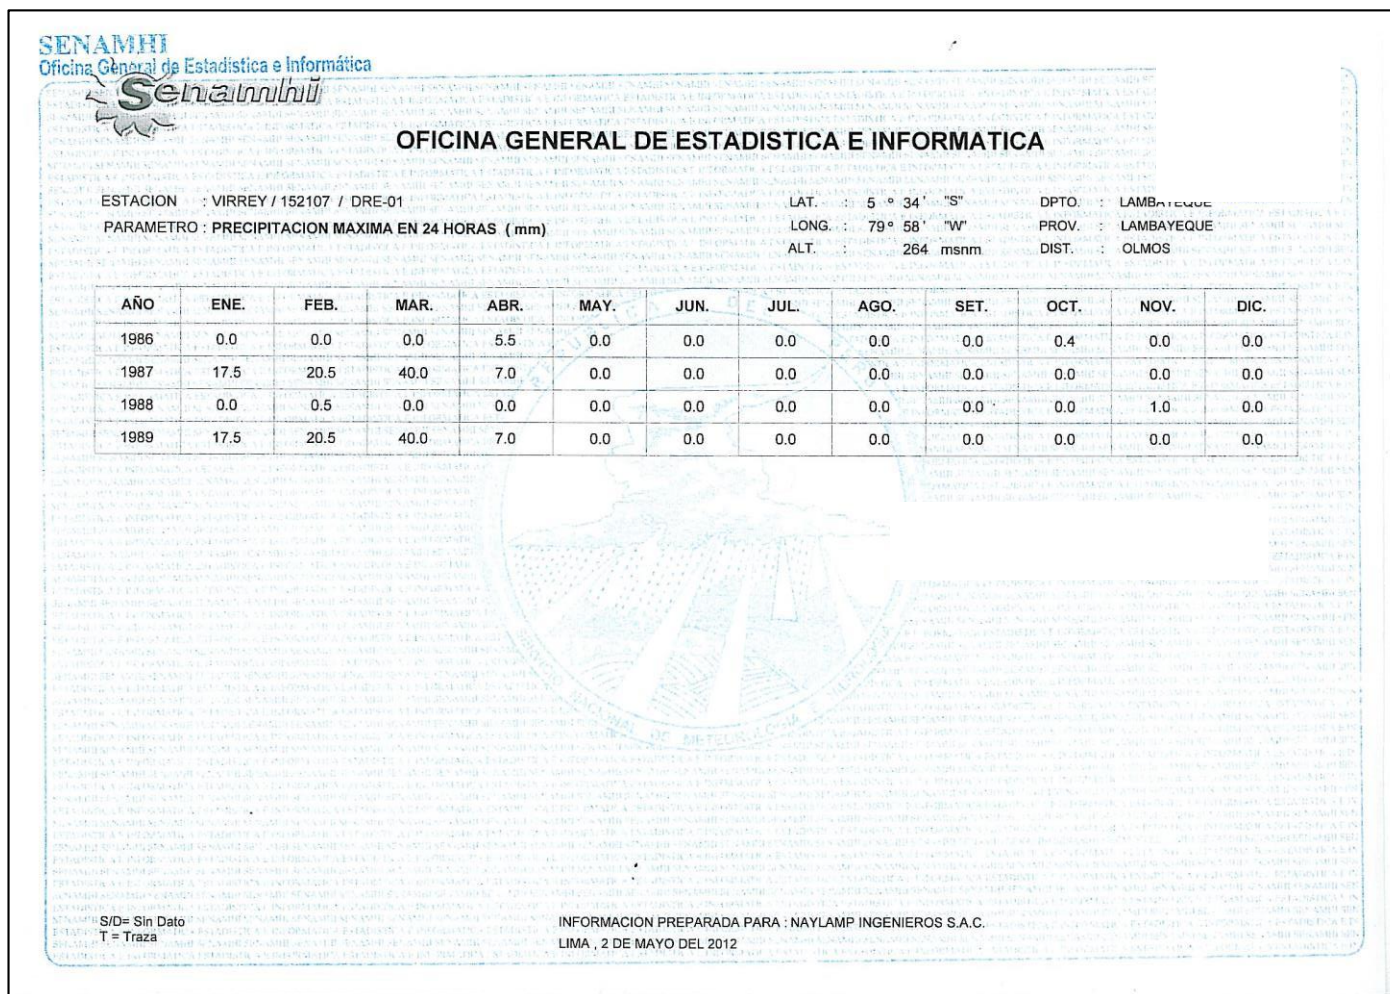 SENAMHI
Oficina General de Estadistica e Informática
Senamhi
OFICINA GENERAL DE ESTADISTICA E INFORMATICA
ESTACION : VIRREY / 152107 / DRE-01 LAT. : 5 º 34 ' "S" DPTO. : LAMBAYEQUE
PARAMETRO : PRECIPITACION MAXIMA EN 24 HORAS ( mm) LONG. : 79 º 58 ' "W" PROV. : LAMBAYEQUE
ALT. : 264 msnm DIST. : OLMOS
AÑO ENE. FEB. MAR. ABR. MAY. JUN. JUL. AGO. SET. OCT. NOV. DIC.
1986 0.0 0.0 0.0 5.5 0.0 0.0 0.0 0.0 0.0 0.4 0.0 0.0
1987 17.5 20.5 40.0 7.0 0.0 0.0 0.0 0.0 0.0 0.0 0.0 0.0
1988 0.0 0.5 0.0 0.0 0.0 0.0 0.0 0.0 0.0 0.0 1.0 0.0
1989 17.5 20.5 40.0 7.0 0.0 0.0 0.0 0.0 0.0 0.0 0.0 0.0
S/D= Sin Dato
T = Traza
INFORMACION PREPARADA PARA : NAYLAMP INGENIEROS S.A.C.
LIMA , 2 DE MAYO DEL 2012